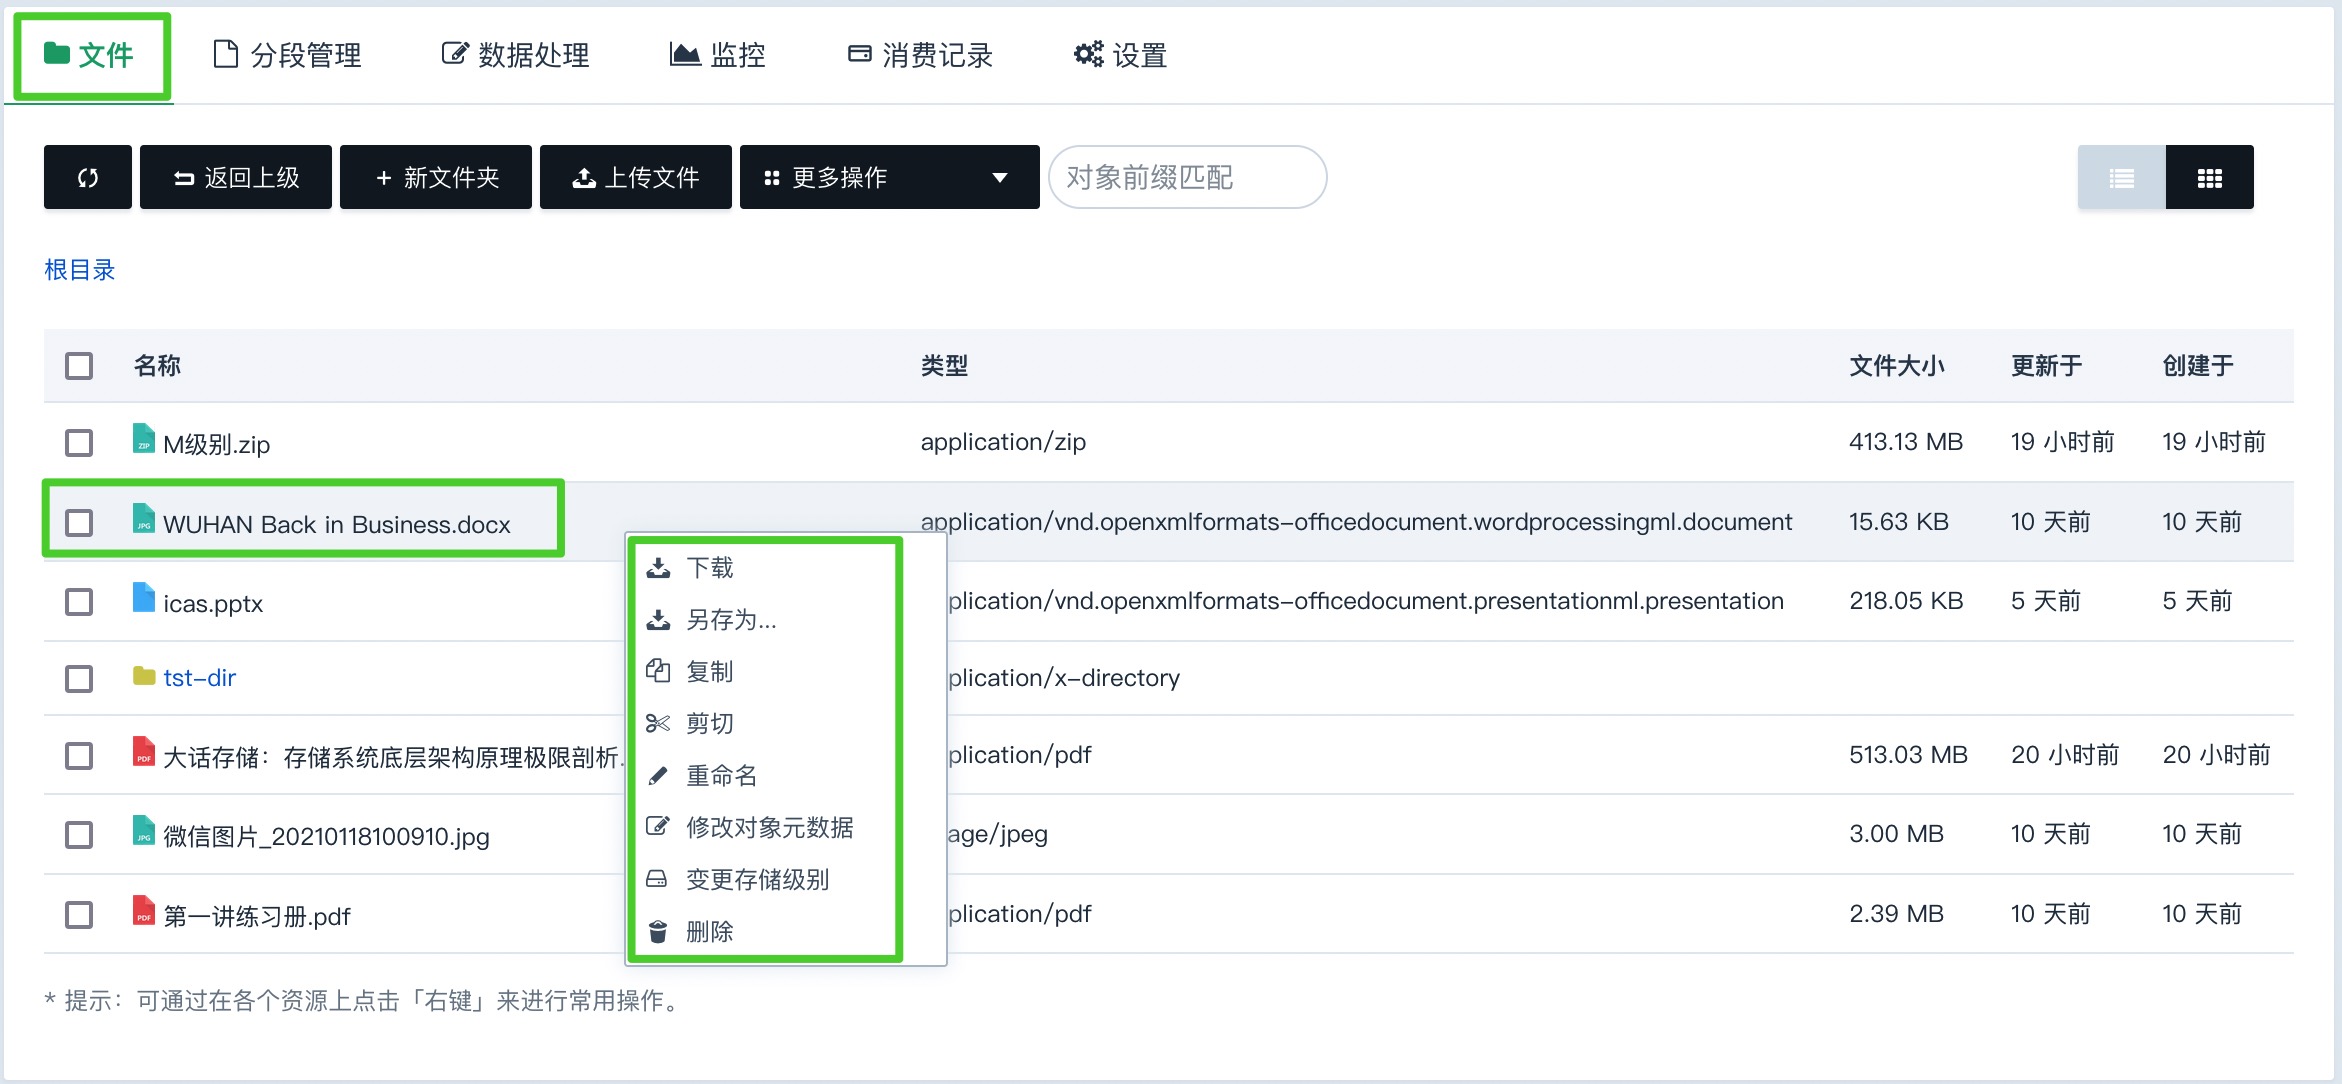 文件 分段管理 数据处理 监控 消费记录 设置
返回上级 + 新文件夹 上传文件 更多操作 对象前缀匹配
根目录
名称 类型 文件大小 更新于 创建于
ZIP M级别.zip application/zip 413.13 MB 19 小时前 19 小时前
JPG WUHAN Back in Business.docx application/vnd.openxmlformats-officedocument.wordprocessingml.document 15.63 KB 10 天前 10 天前
icas.pptx plication/vnd.openxmlformats-officedocument.presentationml.presentation 218.05 KB 5 天前 5 天前
tst-dir plication/x-directory
PDF 大话存储：存储系统底层架构原理极限剖析. plication/pdf 513.03 MB 20 小时前 20 小时前
JPG 微信图片_20210118100910.jpg age/jpeg 3.00 MB 10 天前 10 天前
PDF 第一讲练习册.pdf plication/pdf 2.39 MB 10 天前 10 天前
下载
另存为...
复制
剪切
重命名
修改对象元数据
变更存储级别
删除
* 提示：可通过在各个资源上点击「右键」来进行常用操作。